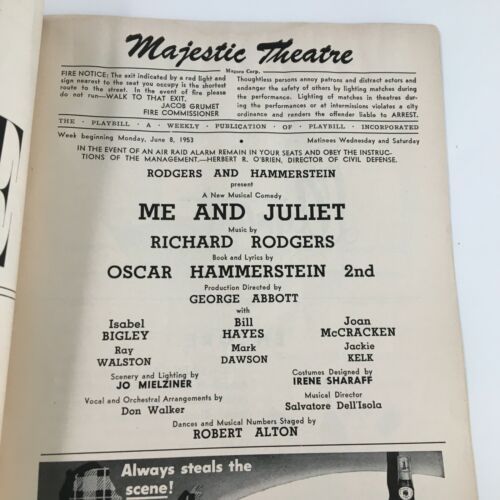 Majestic Theatre
Mogona Corp.
FIRE NOTICE: The exit indicated by a red light and
sign nearest to the seat you occupy is the shortest
route to the street. In the event of fire please
do not run—WALK TO THAT EXIT.
JACOB GRUMET
FIRE COMMISSIONER
Thoughtless persons annoy patrons and distract actors and
endanger the safety of others by lighting matches during
the performance. Lighting of matches in theatres dur-
ing the performances or at intermissions violates a city
ordinance and renders the offender liable to ARREST.
THE · PLAYBILL · A · WEEKLY · PUBLICATION · OF · PLAYBILL · INCORPORATED
Week beginning Monday, June 8, 1953 • Matinees Wednesday and Saturday
IN THE EVENT OF AN AIR RAID ALARM REMAIN IN YOUR SEATS AND OBEY THE INSTRUC-
TIONS OF THE MANAGEMENT.—HERBERT R. O'BRIEN, DIRECTOR OF CIVIL DEFENSE.
RODGERS AND HAMMERSTEIN
present
A New Musical Comedy
ME AND JULIET
Music by
RICHARD RODGERS
Book and Lyrics by
OSCAR HAMMERSTEIN 2nd
Production Directed by
GEORGE ABBOTT
with
Isabel Bill Joan
BIGLEY HAYES McCRACKEN
Ray Mark Jackie
WALSTON DAWSON KELK
Scenery and Lighting by
JO MIELZINER
Costumes Designed by
IRENE SHARAFF
Vocal and Orchestral Arrangements by
Don Walker
Musical Director
Salvatore Dell'Isola
Dances and Musical Numbers Staged by
ROBERT ALTON
Always steals the
scene!